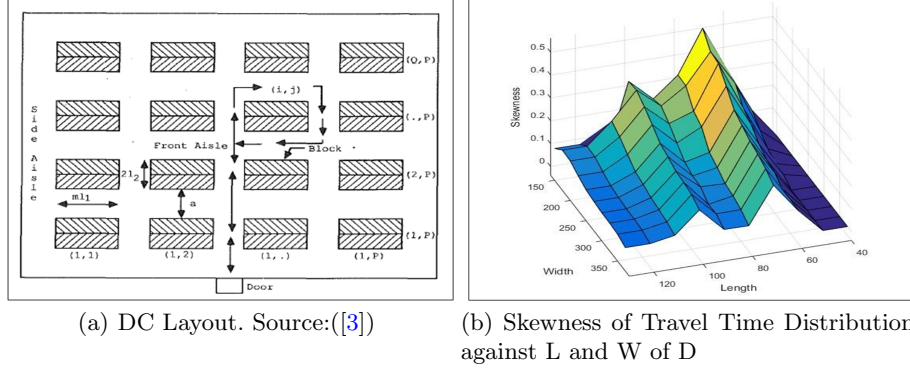 (Q,P)
(i,j)
(.,P)
Side
Aisle
Front Aisle
Block
2l2
(2,P)
ml1
a
(1,P)
(1,1) (1,2) (1,.) (1,P)
Door
0.5
0.4
0.3
0.2
0.1
0
Skewness
150
200
250
300
350
Width
120 100 80 60 40
Length
(a) DC Layout. Source:([3])
(b) Skewness of Travel Time Distribution
against L and W of D